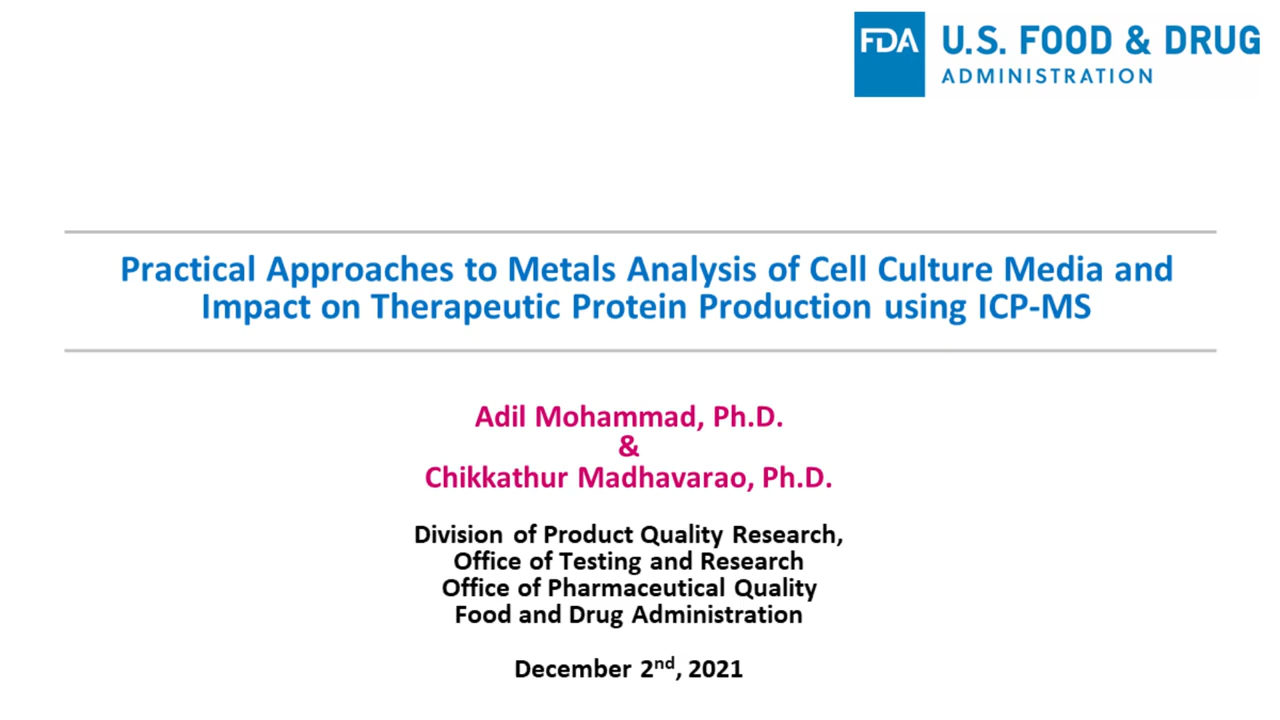 FDA
U.S. FOOD & DRUG
ADMINISTRATION
Practical Approaches to Metals Analysis of Cell Culture Media and
Impact on Therapeutic Protein Production using ICP-MS
Adil Mohammad, Ph.D.
&
Chikkathur Madhavarao, Ph.D.
Division of Product Quality Research,
Office of Testing and Research
Office of Pharmaceutical Quality
Food and Drug Administration
December 2nd, 2021